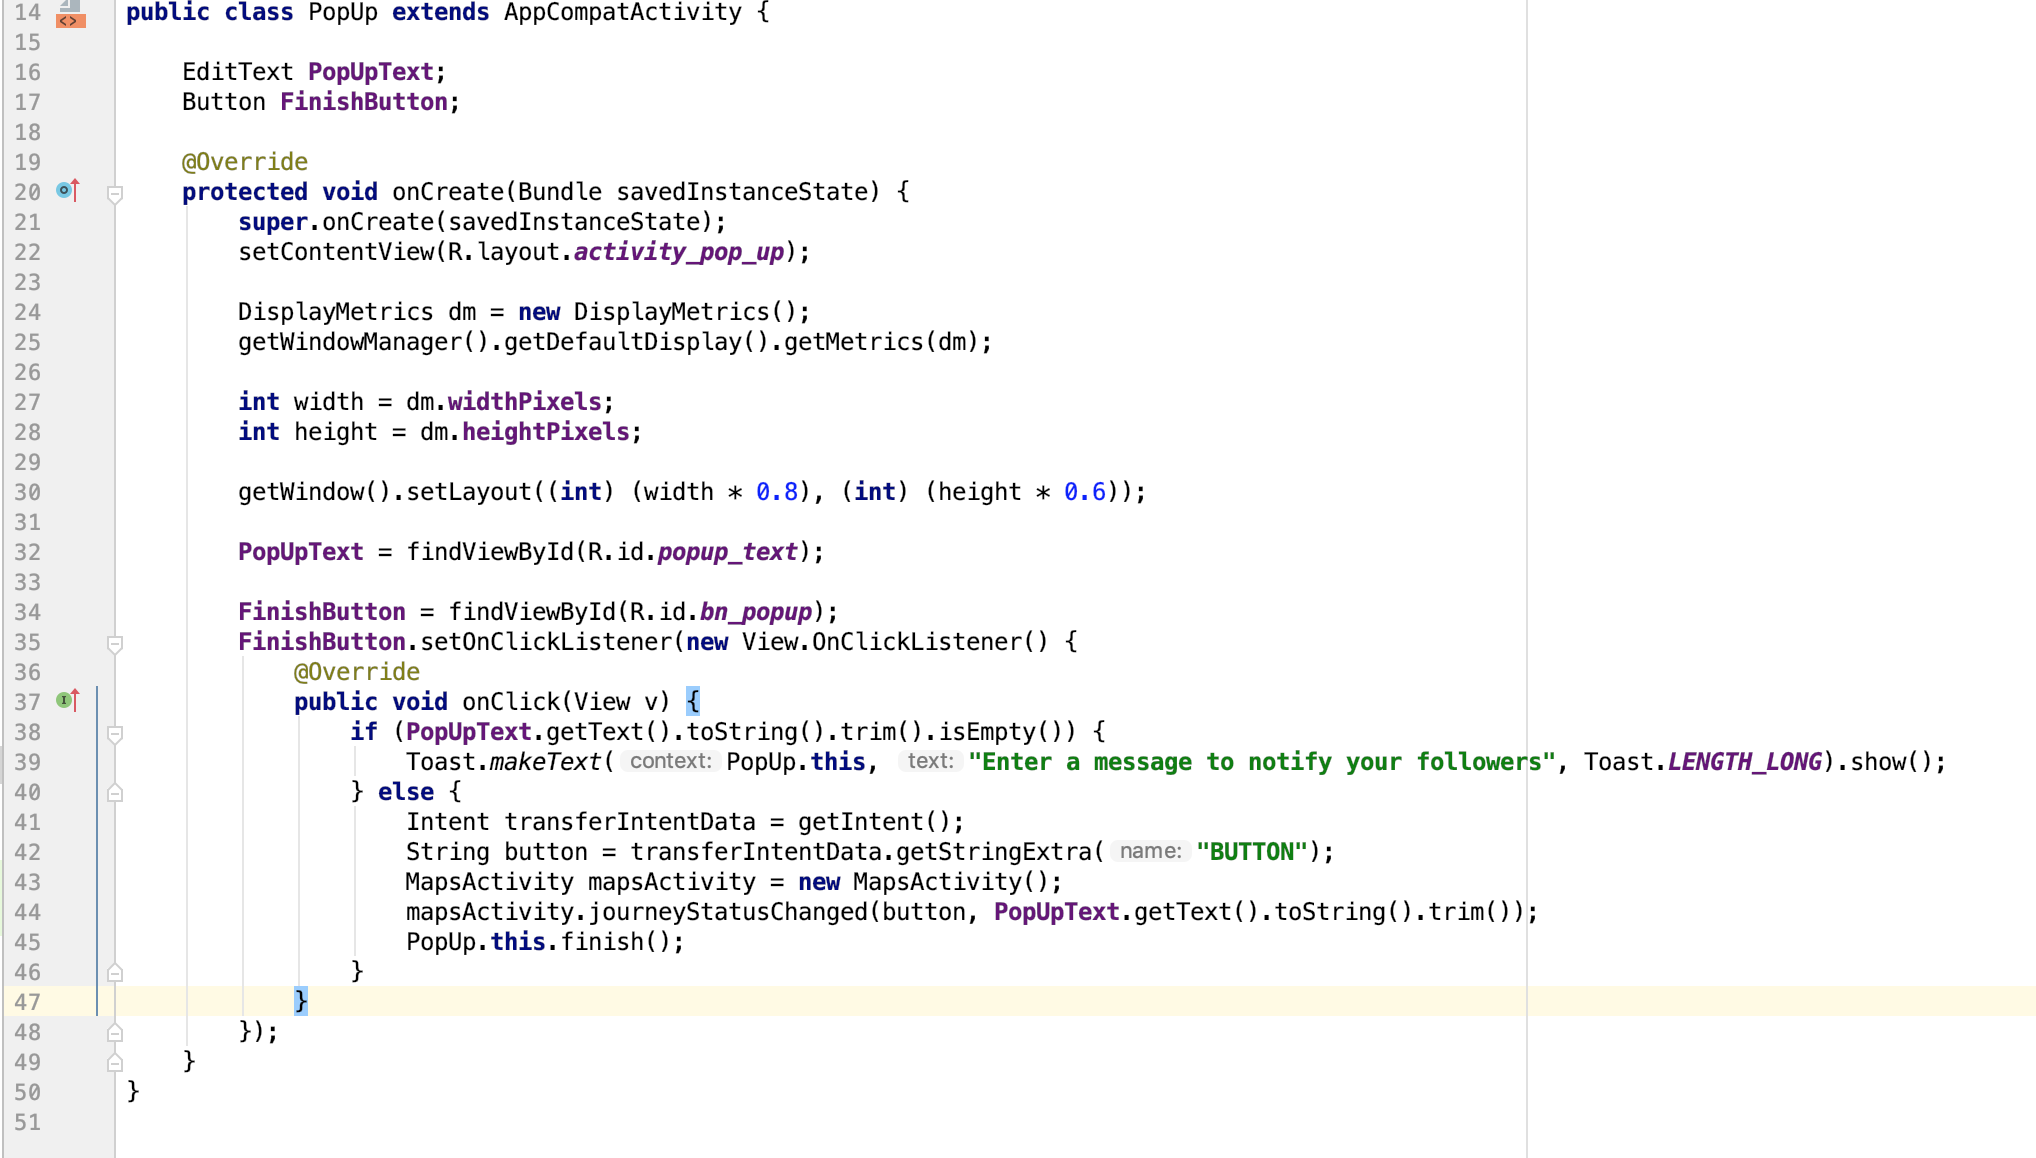 14 public class PopUp extends AppCompatActivity {
15
16     EditText PopUpText;
17     Button FinishButton;
18
19     @Override
20     protected void onCreate(Bundle savedInstanceState) {
21         super.onCreate(savedInstanceState);
22         setContentView(R.layout.activity_pop_up);
23
24         DisplayMetrics dm = new DisplayMetrics();
25         getWindowManager().getDefaultDisplay().getMetrics(dm);
26
27         int width = dm.widthPixels;
28         int height = dm.heightPixels;
29
30         getWindow().setLayout((int) (width * 0.8), (int) (height * 0.6));
31
32         PopUpText = findViewById(R.id.popup_text);
33
34         FinishButton = findViewById(R.id.bn_popup);
35         FinishButton.setOnClickListener(new View.OnClickListener() {
36             @Override
37             public void onClick(View v) {
38                 if (PopUpText.getText().toString().trim().isEmpty()) {
39                     Toast.makeText( context: PopUp.this, text: "Enter a message to notify your followers", Toast.LENGTH_LONG).show();
40                 } else {
41                     Intent transferIntentData = getIntent();
42                     String button = transferIntentData.getStringExtra( name: "BUTTON");
43                     MapsActivity mapsActivity = new MapsActivity();
44                     mapsActivity.journeyStatusChanged(button, PopUpText.getText().toString().trim());
45                     PopUp.this.finish();
46                 }
47             }
48         });
49     }
50 }
51